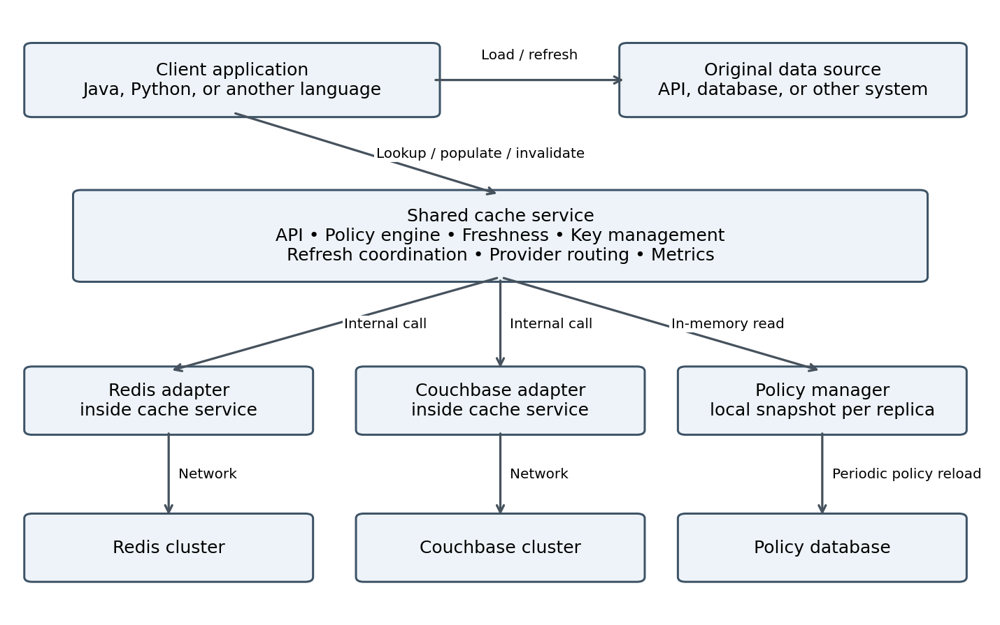 Client application
Java, Python, or another language
Load / refresh
Original data source
API, database, or other system
Lookup / populate / invalidate
Shared cache service
API • Policy engine • Freshness • Key management
Refresh coordination • Provider routing • Metrics
Internal call
Internal call
In-memory read
Redis adapter
inside cache service
Couchbase adapter
inside cache service
Policy manager
local snapshot per replica
Network
Network
Periodic policy reload
Redis cluster
Couchbase cluster
Policy database